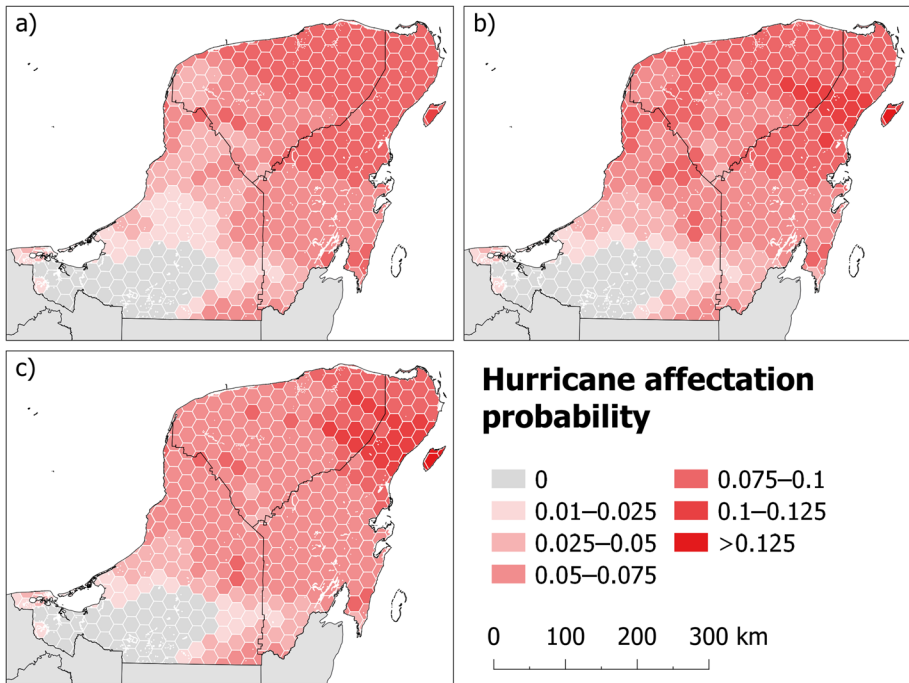 a)
b)
c)
Hurricane affectation
probability
0
0.01–0.025
0.025–0.05
0.05–0.075
0.075–0.1
0.1–0.125
>0.125
0 100 200 300 km